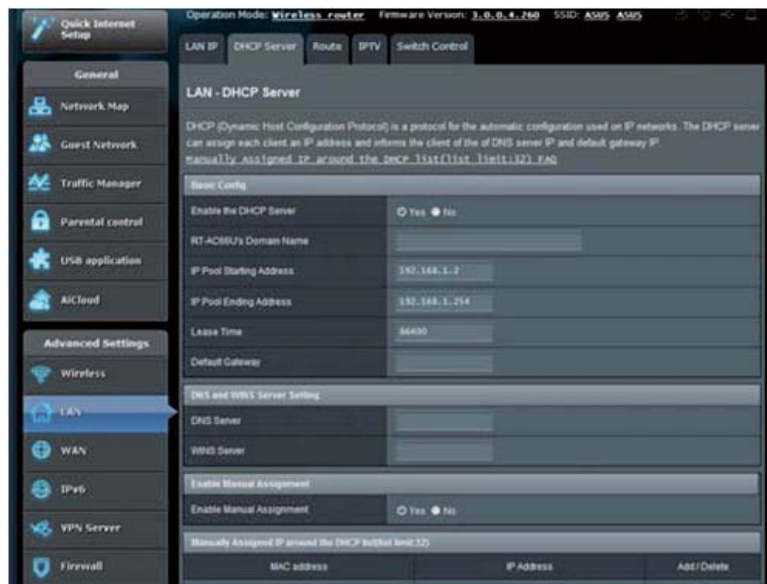 Quick Internet
Setup
Operation Mode: Wireless router Firmware Version: 3.0.0.4.260 SSID: ASUS ASUS
LAN IP DHCP Server Route IPTV Switch Control
General
Network Map
Guest Network
Traffic Manager
Parental control
USB application
AiCloud
Advanced Settings
Wireless
LAN
WAN
IPv6
VPN Server
Firewall
LAN - DHCP Server
DHCP (Dynamic Host Configuration Protocol) is a protocol for the automatic configuration used on IP networks. The DHCP server
can assign each client an IP address and informs the client of the of DNS server IP and default gateway IP.
Manually Assigned IP around the DHCP list(list limit:32) FAQ
Basic Config
Enable the DHCP Server Yes No
RT-AC66U's Domain Name
IP Pool Starting Address 192.168.1.2
IP Pool Ending Address 192.168.1.254
Lease Time 86400
Default Gateway
DNS and WINS Server Setting
DNS Server
WINS Server
Enable Manual Assignment
Enable Manual Assignment Yes No
Manually Assigned IP around the DHCP list(list limit:32)
MAC address IP Address Add / Delete